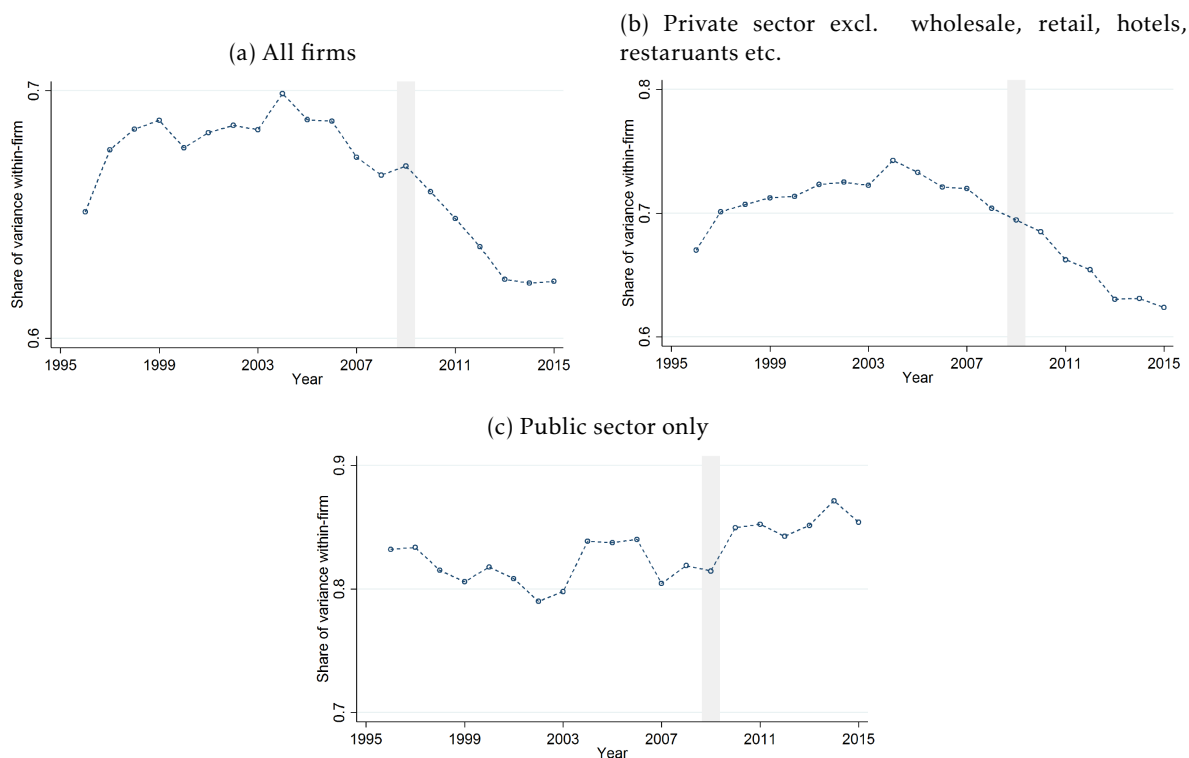 (a) All firms
(b) Private sector excl. wholesale, retail, hotels,
restaruants etc.
Share of variance within-firm
0.7
0.6
1995 1999 2003 2007 2011 2015
Year
Share of variance within-firm
0.8
0.7
0.6
1995 1999 2003 2007 2011 2015
Year
(c) Public sector only
Share of variance within-firm
0.9
0.8
0.7
1995 1999 2003 2007 2011 2015
Year